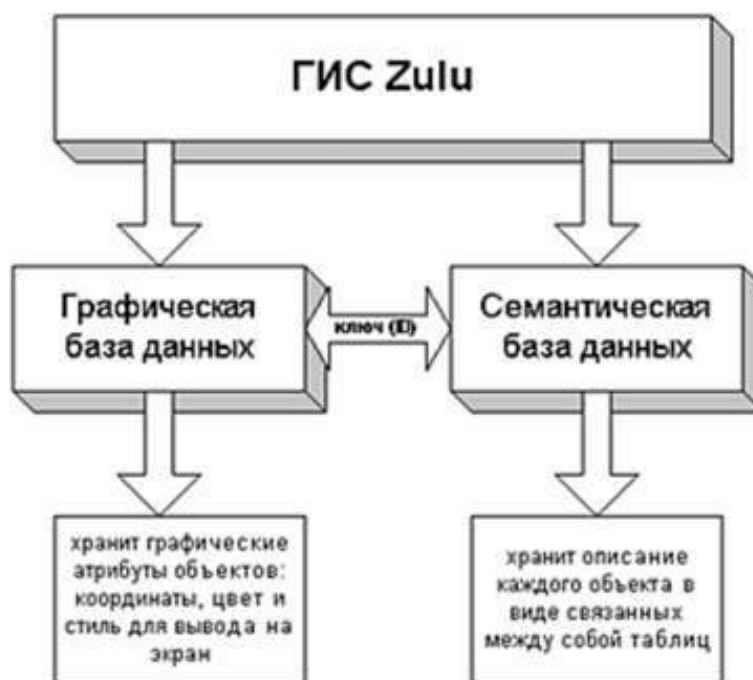 ГИС Zulu
Графическая
база данных
ключ (ID)
Семантическая
база данных
хранит графические
атрибуты объектов:
координаты, цвет и
стиль для вывода на
экран
хранит описание
каждого объекта в
виде связанных
между собой таблиц